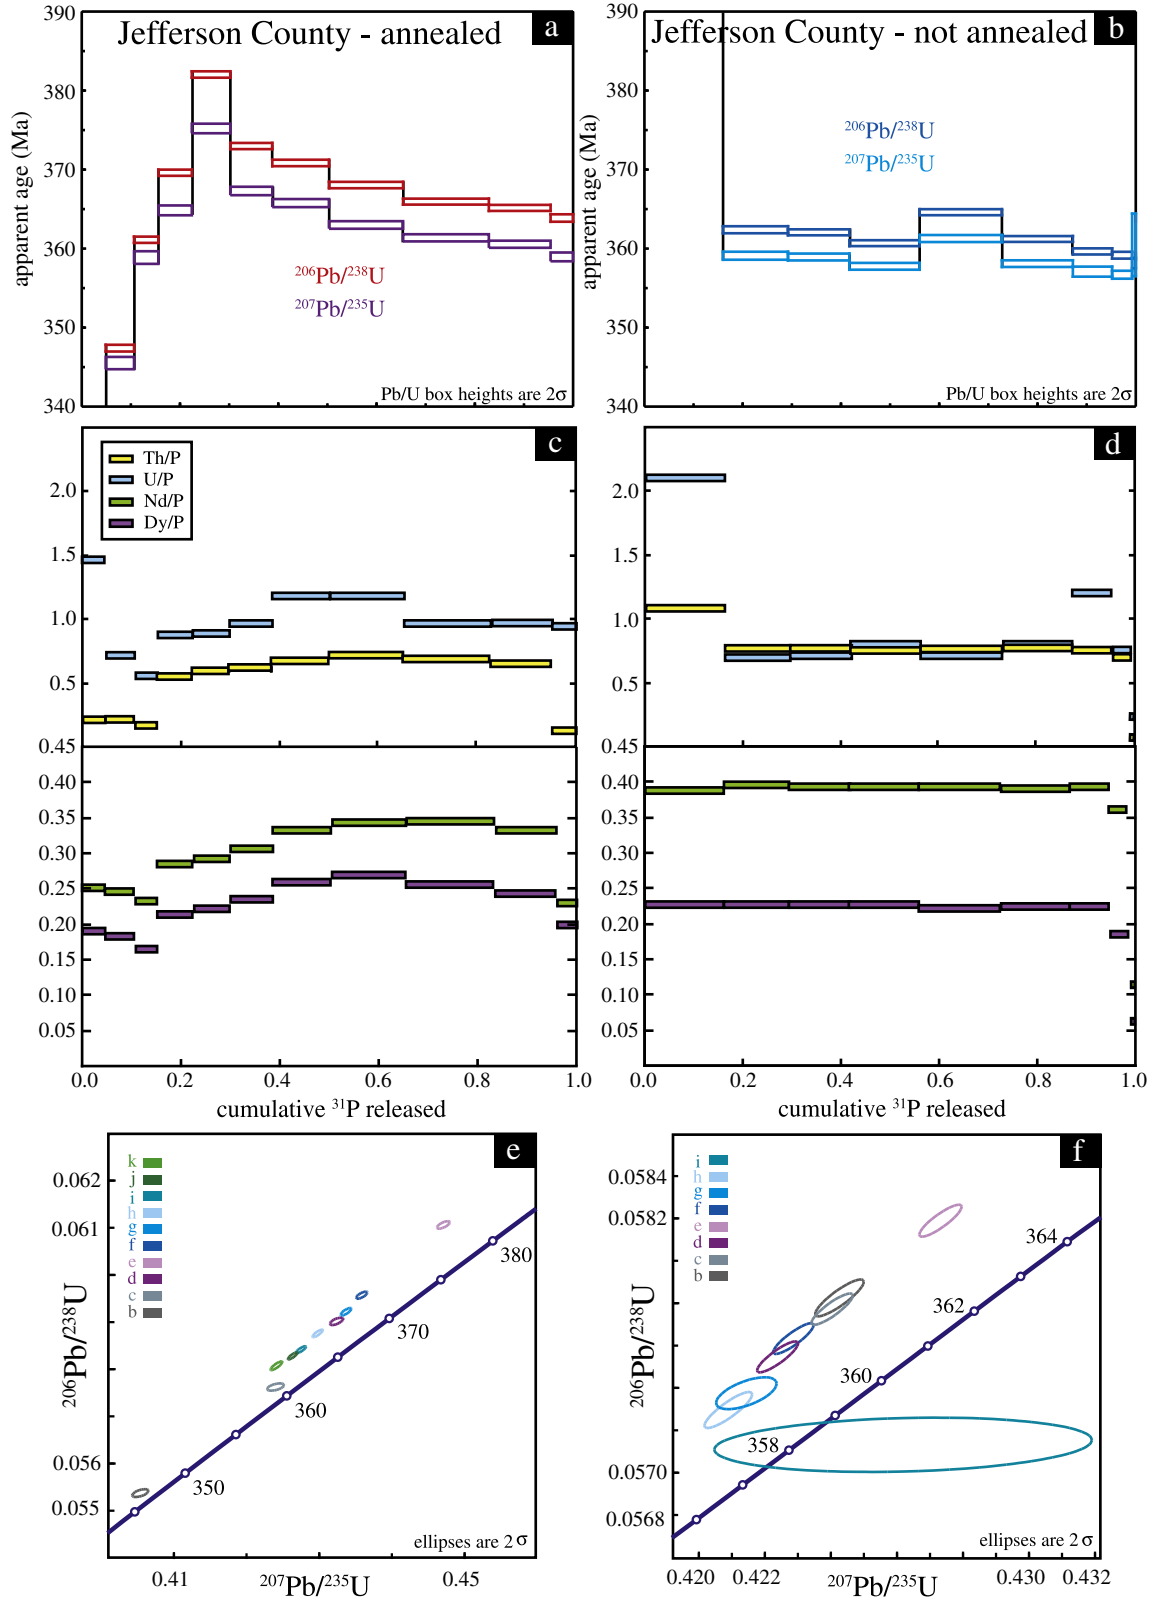 Jefferson County - annealed
a
apparent age (Ma)
390
380
370
360
350
340
²⁰⁶Pb/²³⁸U
²⁰⁷Pb/²³⁵U
Pb/U box heights are 2σ
Jefferson County - not annealed
b
apparent age (Ma)
390
380
370
360
350
340
²⁰⁶Pb/²³⁸U
²⁰⁷Pb/²³⁵U
Pb/U box heights are 2σ
c
Th/P
U/P
Nd/P
Dy/P
2.0
1.5
1.0
0.5
0.45
0.40
0.35
0.30
0.25
0.20
0.15
0.10
0.05
0.0 0.2 0.4 0.6 0.8 1.0
cumulative ³¹P released
d
2.0
1.5
1.0
0.5
0.45
0.40
0.35
0.30
0.25
0.20
0.15
0.10
0.05
0.0 0.2 0.4 0.6 0.8 1.0
cumulative ³¹P released
e
k
j
i
h
g
f
e
d
c
b
0.062
0.061
0.056
0.055
²⁰⁶Pb/²³⁸U
380
370
360
350
ellipses are 2 σ
0.41 0.45
²⁰⁷Pb/²³⁵U
f
i
h
g
f
e
d
c
b
0.0584
0.0582
0.0570
0.0568
²⁰⁶Pb/²³⁸U
364
362
360
358
ellipses are 2 σ
0.420 0.422 0.430 0.432
²⁰⁷Pb/²³⁵U